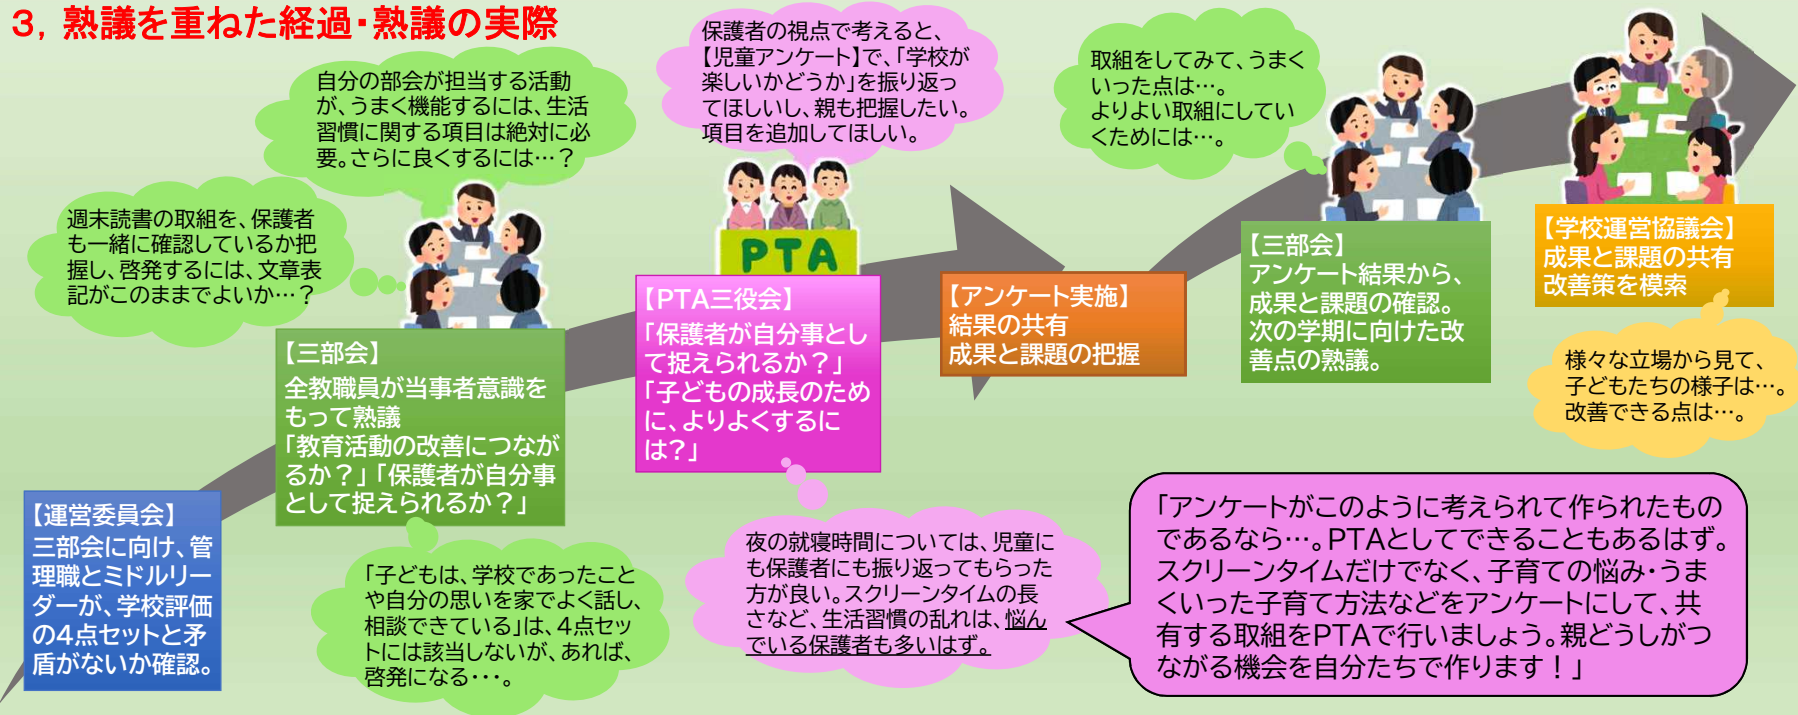 ３，熟議を重ねた経過・熟議の実際
自分の部会が担当する活動
が、うまく機能するには、生活
習慣に関する項目は絶対に必
要。さらに良くするには…？
週末読書の取組を、保護者
も一緒に確認しているか把
握し、啓発するには、文章表
記がこのままでよいか…？
保護者の視点で考えると、
【児童アンケート】で、「学校が
楽しいかどうか」を振り返っ
てほしいし、親も把握したい。
項目を追加してほしい。
取組をしてみて、うまく
いった点は…。
よりよい取組にしてい
くためには…。
【運営委員会】
三部会に向け、管
理職とミドルリー
ダーが、学校評価
の４点セットと矛
盾がないか確認。
【三部会】
全教職員が当事者意識を
もって熟議
「教育活動の改善につなが
るか？」「保護者が自分事
として捉えられるか？」
「子どもは、学校であったこと
や自分の思いを家でよく話し、
相談できている」は、４点セッ
トには該当しないが、あれば、
啓発になる・・・。
PTA
【PTA三役会】
「保護者が自分事とし
て捉えられるか？」
「子どもの成長のため
に、よりよくするに
は？」
夜の就寝時間については、児童に
も保護者にも振り返ってもらった
方が良い。スクリーンタイムの長
さなど、生活習慣の乱れは、悩ん
でいる保護者も多いはず。
【アンケート実施】
結果の共有
成果と課題の把握
【三部会】
アンケート結果から、
成果と課題の確認。
次の学期に向けた改
善点の熟議。
【学校運営協議会】
成果と課題の共有
改善策を模索
様々な立場から見て、
子どもたちの様子は…。
改善できる点は…。
「アンケートがこのように考えられて作られたもの
であるなら…。PTAとしてできることもあるはず。
スクリーンタイムだけでなく、子育ての悩み・うま
くいった子育て方法などをアンケートにして、共
有する取組をPTAで行いましょう。親どうしがつ
ながる機会を自分たちで作ります！」